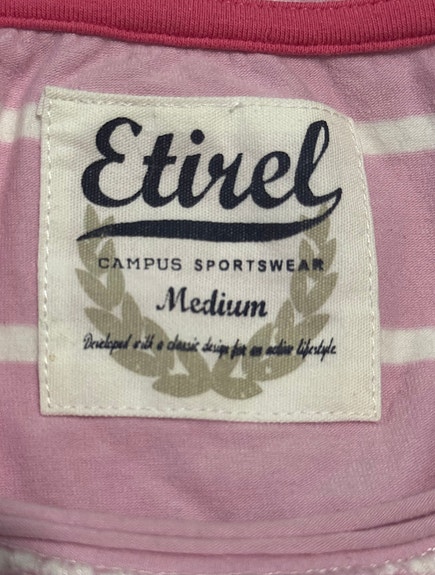 Etirel
CAMPUS SPORTSWEAR
Medium
Developed with a classic design for an active lifestyle